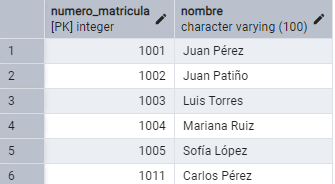 numero_matricula nombre
[PK] integer character varying (100)
1 1001 Juan Pérez
2 1002 Juan Patiño
3 1003 Luis Torres
4 1004 Mariana Ruiz
5 1005 Sofía López
6 1011 Carlos Pérez